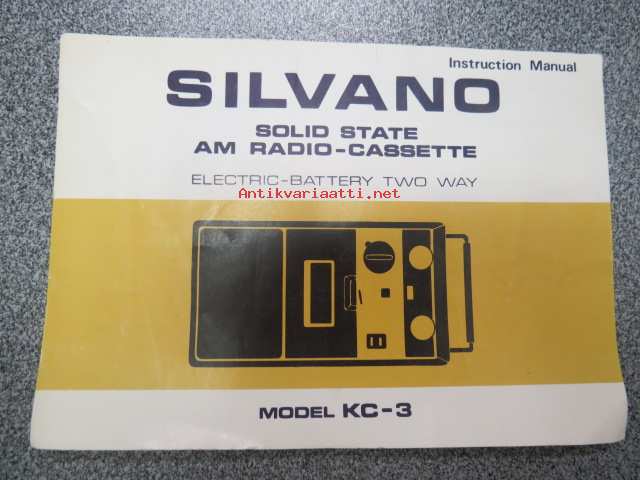 Instruction Manual
SILVANO
SOLID STATE
AM RADIO-CASSETTE
ELECTRIC-BATTERY TWO WAY
Antikvariaatti.net
MODEL KC-3